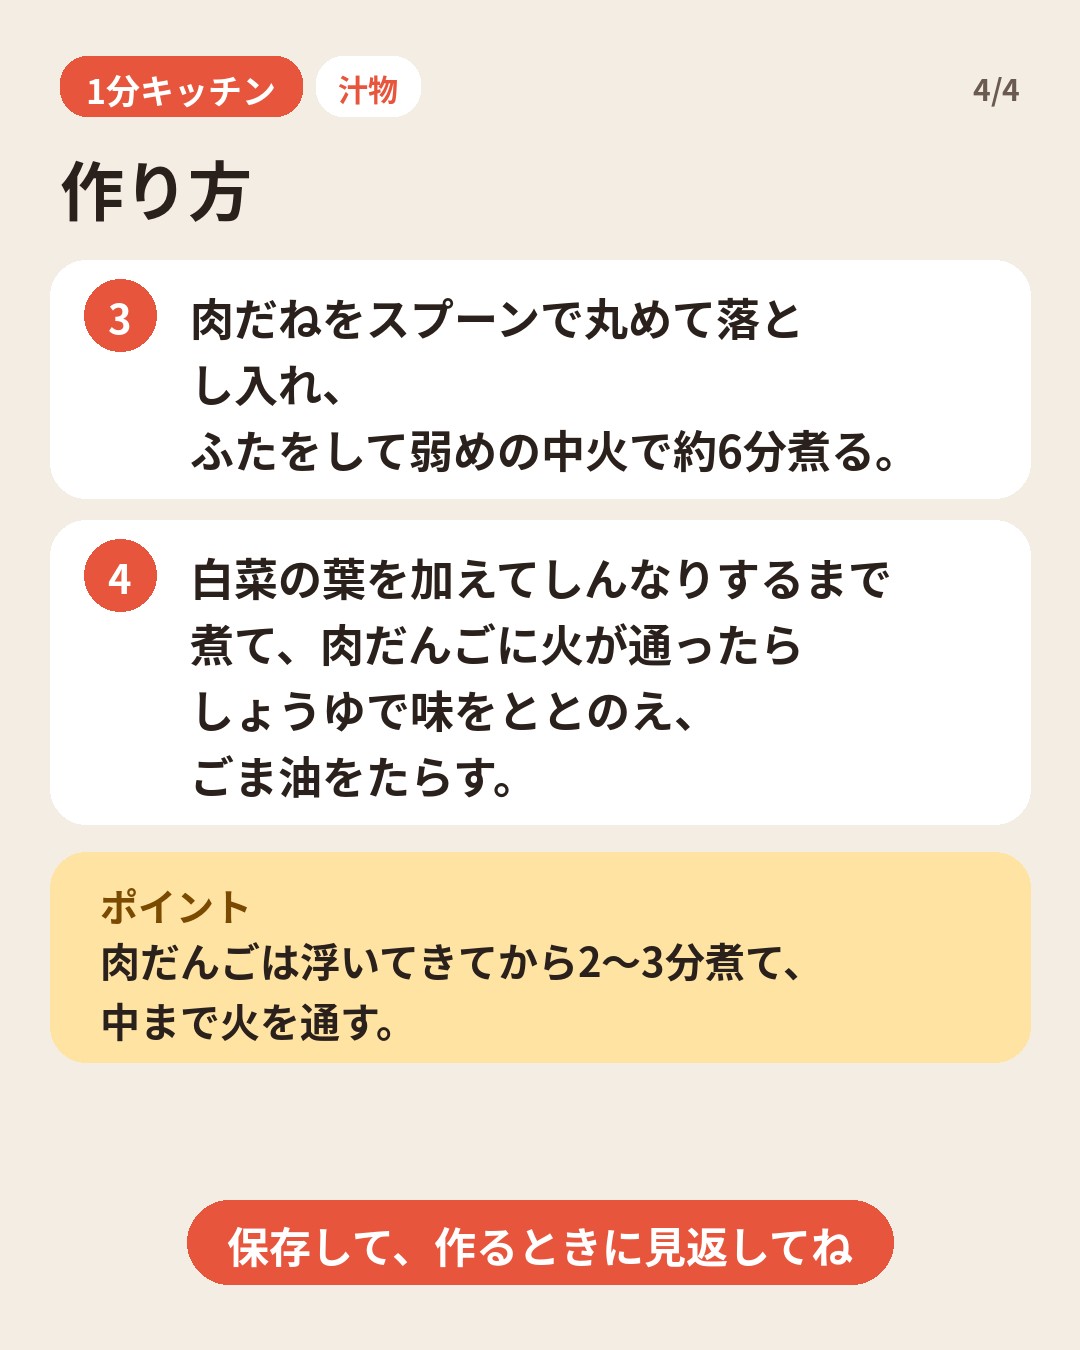 1分キッチン
汁物
4/4
作り方
3
肉だねをスプーンで丸めて落と
し入れ、
ふたをして弱めの中火で約6分煮る。
4
白菜の葉を加えてしんなりするまで
煮て、肉だんごに火が通ったら
しょうゆで味をととのえ、
ごま油をたらす。
ポイント
肉だんごは浮いてきてから2〜3分煮て、
中まで火を通す。
保存して、作るときに見返してね